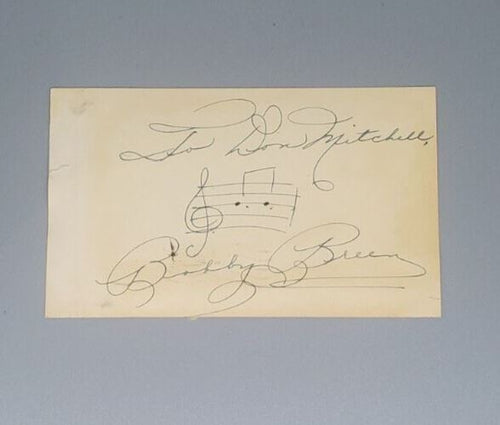 To Don Mitchell,
Bobby Breen